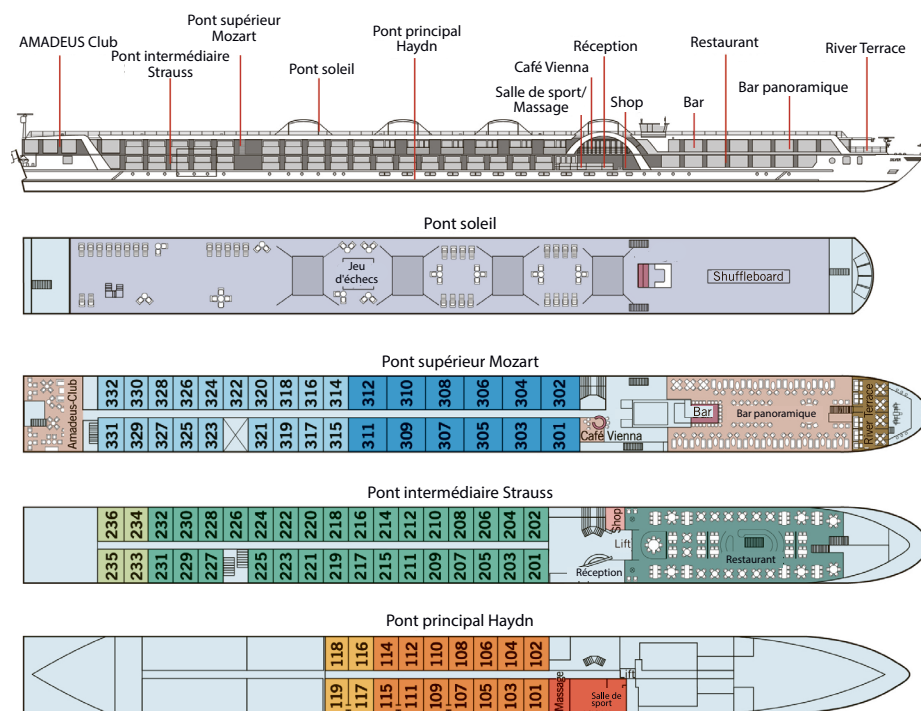 AMADEUS Club
Pont intermédiaire
Strauss
Pont supérieur
Mozart
Pont soleil
Pont principal
Haydn
Salle de sport/
Massage
Café Vienna
Réception
Shop
Restaurant
Bar
Bar panoramique
River Terrace
Pont soleil
Jeu
d'échecs
Shuffleboard
Pont supérieur Mozart
Amadeus-Club
332 330 328 326 324 322 320 318 316 314 312 310 308 306 304 302
331 329 327 325 323 321 319 317 315 311 309 307 305 303 301
Café Vienna
Bar
Bar panoramique
River Terrace
Pont intermédiaire Strauss
236 234 232 230 228 226 224 222 220 218 216 214 212 210 208 206 204 202
235 233 231 229 227 225 223 221 219 217 215 211 209 207 205 203 201
Shop
Lift
Réception
Restaurant
Pont principal Haydn
118 116 114 112 110 108 106 104 102
119 117 115 111 109 107 105 103 101
Massage
Lift
Salle de
sport